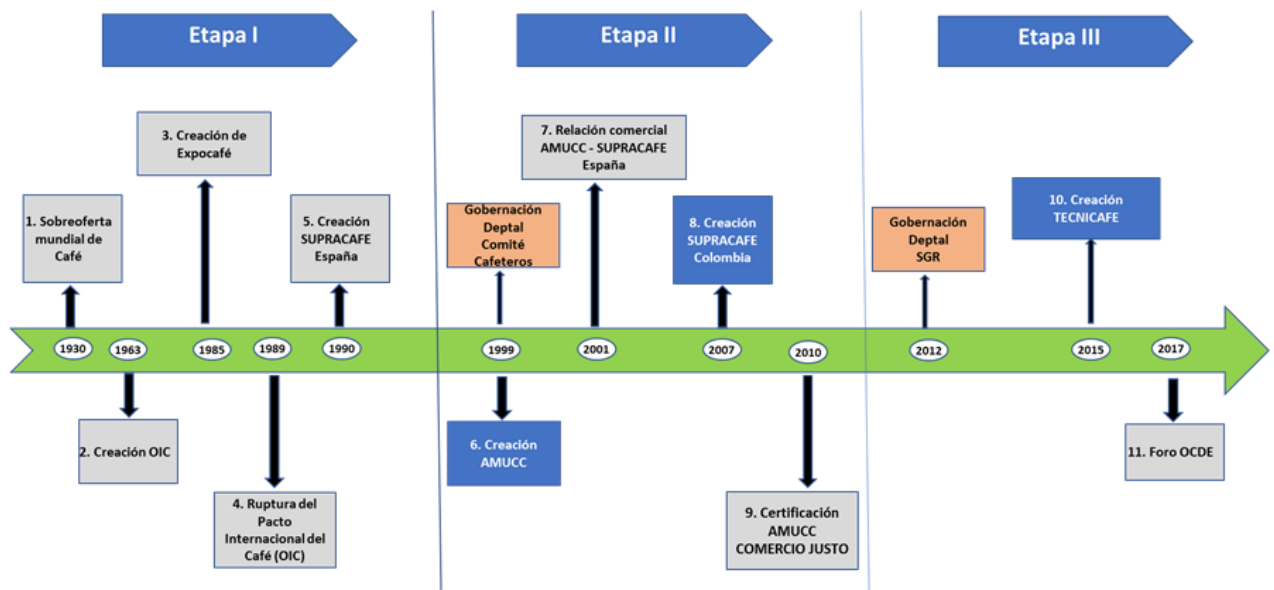 Etapa I
Etapa II
Etapa III
3. Creación de
Expocafé
7. Relación comercial
AMUCC - SUPRACAFE
España
1. Sobreoferta
mundial de
Café
5. Creación
SUPRACAFE
España
Gobernación
Deptal
Comité
Cafeteros
8. Creación
SUPRACAFE
Colombia
Gobernación
Deptal
SGR
10. Creación
TECNICAFE
1930
1963
1985
1989
1990
1999
2001
2007
2010
2012
2015
2017
2. Creación OIC
4. Ruptura del
Pacto
Internacional del
Café (OIC)
6. Creación
AMUCC
9. Certificación
AMUCC
COMERCIO JUSTO
11. Foro OCDE